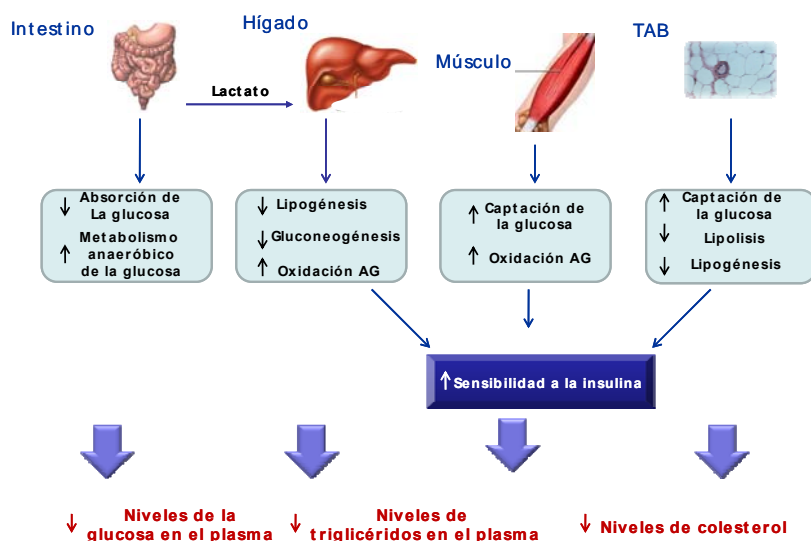 Intestino
Hígado
Músculo
TAB
Lactato
↓ Absorción de
La glucosa
↑ Metabolismo
anaeróbico
de la glucosa
↓ Lipogénesis
↓ Gluconeogénesis
↑ Oxidación AG
↑ Captación de
la glucosa
↑ Oxidación AG
↑ Captación de
la glucosa
↓ Lipolisis
↓ Lipogénesis
↑ Sensibilidad a la insulina
↓ Niveles de la
glucosa en el plasma
↓ Niveles de
triglicéridos en el plasma
↓ Niveles de colesterol